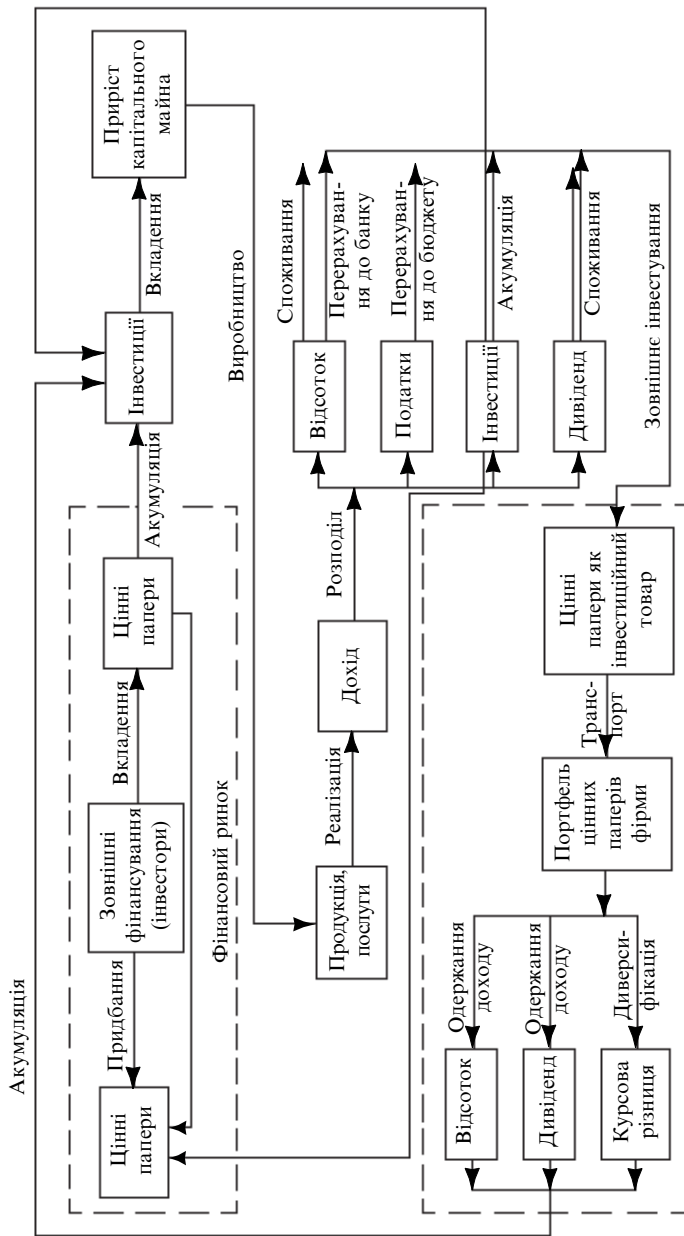 Акумуляція
Цінні
папери
Придбання
Зовнішні
фінансування
(інвестори)
Вкладення
Цінні
папери
Акумуляція
Інвестиції
Вкладення
Приріст
капітального
майна
Фінансовий ринок
Виробництво
Продукція,
послуги
Реалізація
Дохід
Розподіл
Відсоток
Споживання
Перерахуван-
ня до банку
Податки
Перерахуван-
ня до бюджету
Інвестиції
Акумуляція
Дивіденд
Споживання
Зовнішнє інвестування
Відсоток
Одержання
доходу
Дивіденд
Одержання
доходу
Курсова
різниця
Диверси-
фікація
Портфель
цінних
паперів
фірми
Транс-
порт
Цінні
папери як
інвестиційний
товар